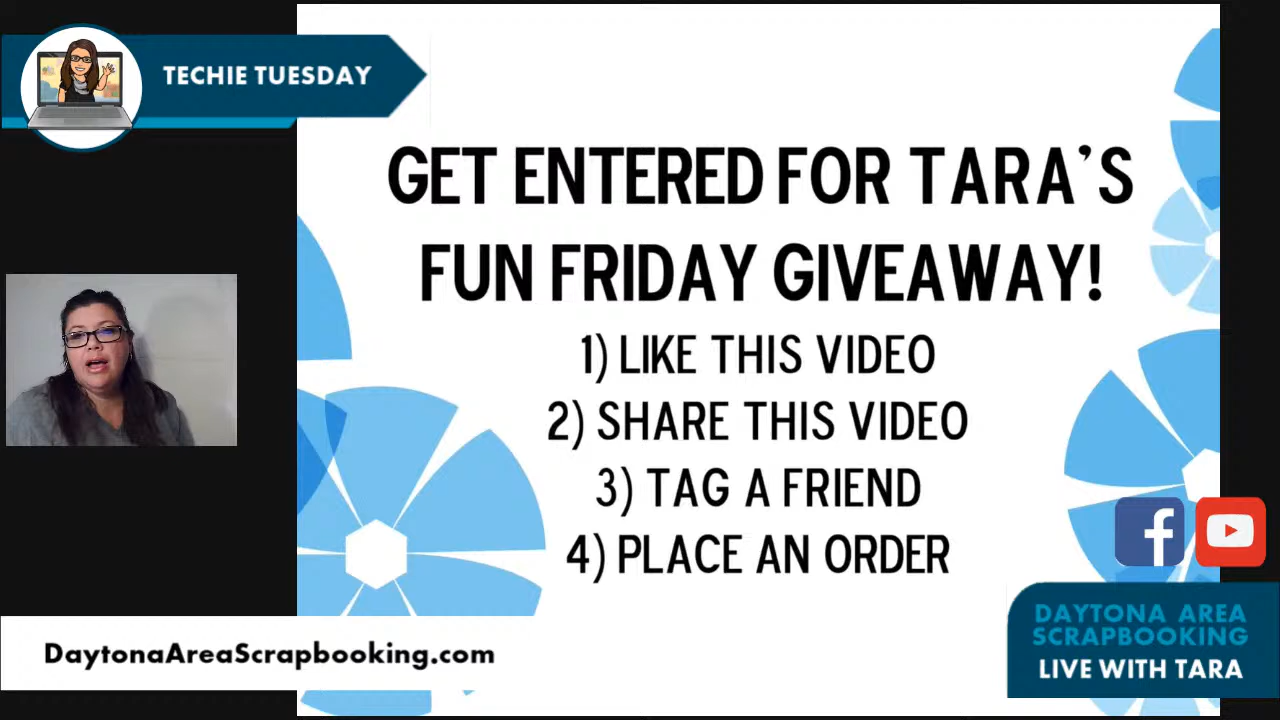 TECHIE TUESDAY
GET ENTERED FOR TARA'S
FUN FRIDAY GIVEAWAY!
1) LIKE THIS VIDEO
2) SHARE THIS VIDEO
3) TAG A FRIEND
4) PLACE AN ORDER
DaytonaAreaScrapbooking.com
DAYTONA AREA
SCRAPBOOKING
LIVE WITH TARA